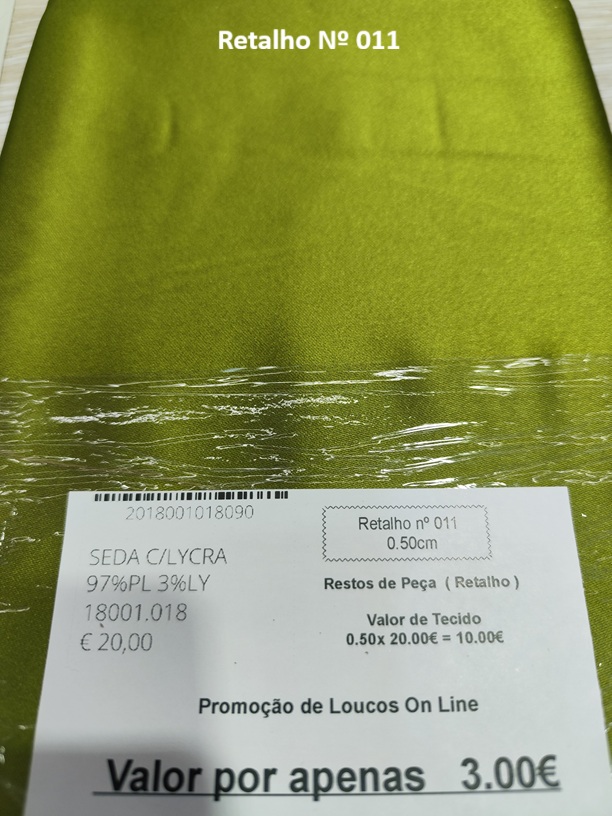 Retalho Nº 011
2018001018090
SEDA C/LYCRA
97%PL 3%LY
18001.018
€ 20,00
Retalho nº 011
0.50cm
Restos de Peça ( Retalho )
Valor de Tecido
0.50x 20.00€ = 10.00€
Promoção de Loucos On Line
Valor por apenas 3.00€